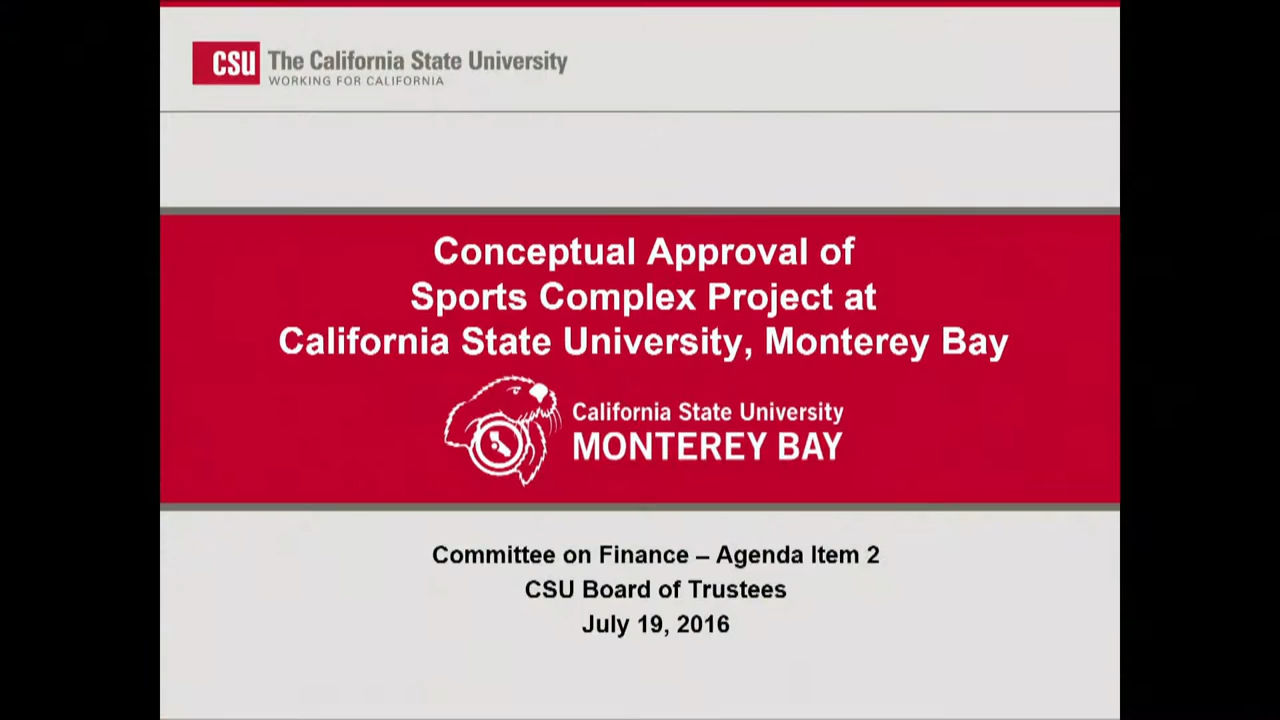 CSU The California State University
WORKING FOR CALIFORNIA
Conceptual Approval of
Sports Complex Project at
California State University, Monterey Bay
California State University
MONTEREY BAY
Committee on Finance – Agenda Item 2
CSU Board of Trustees
July 19, 2016